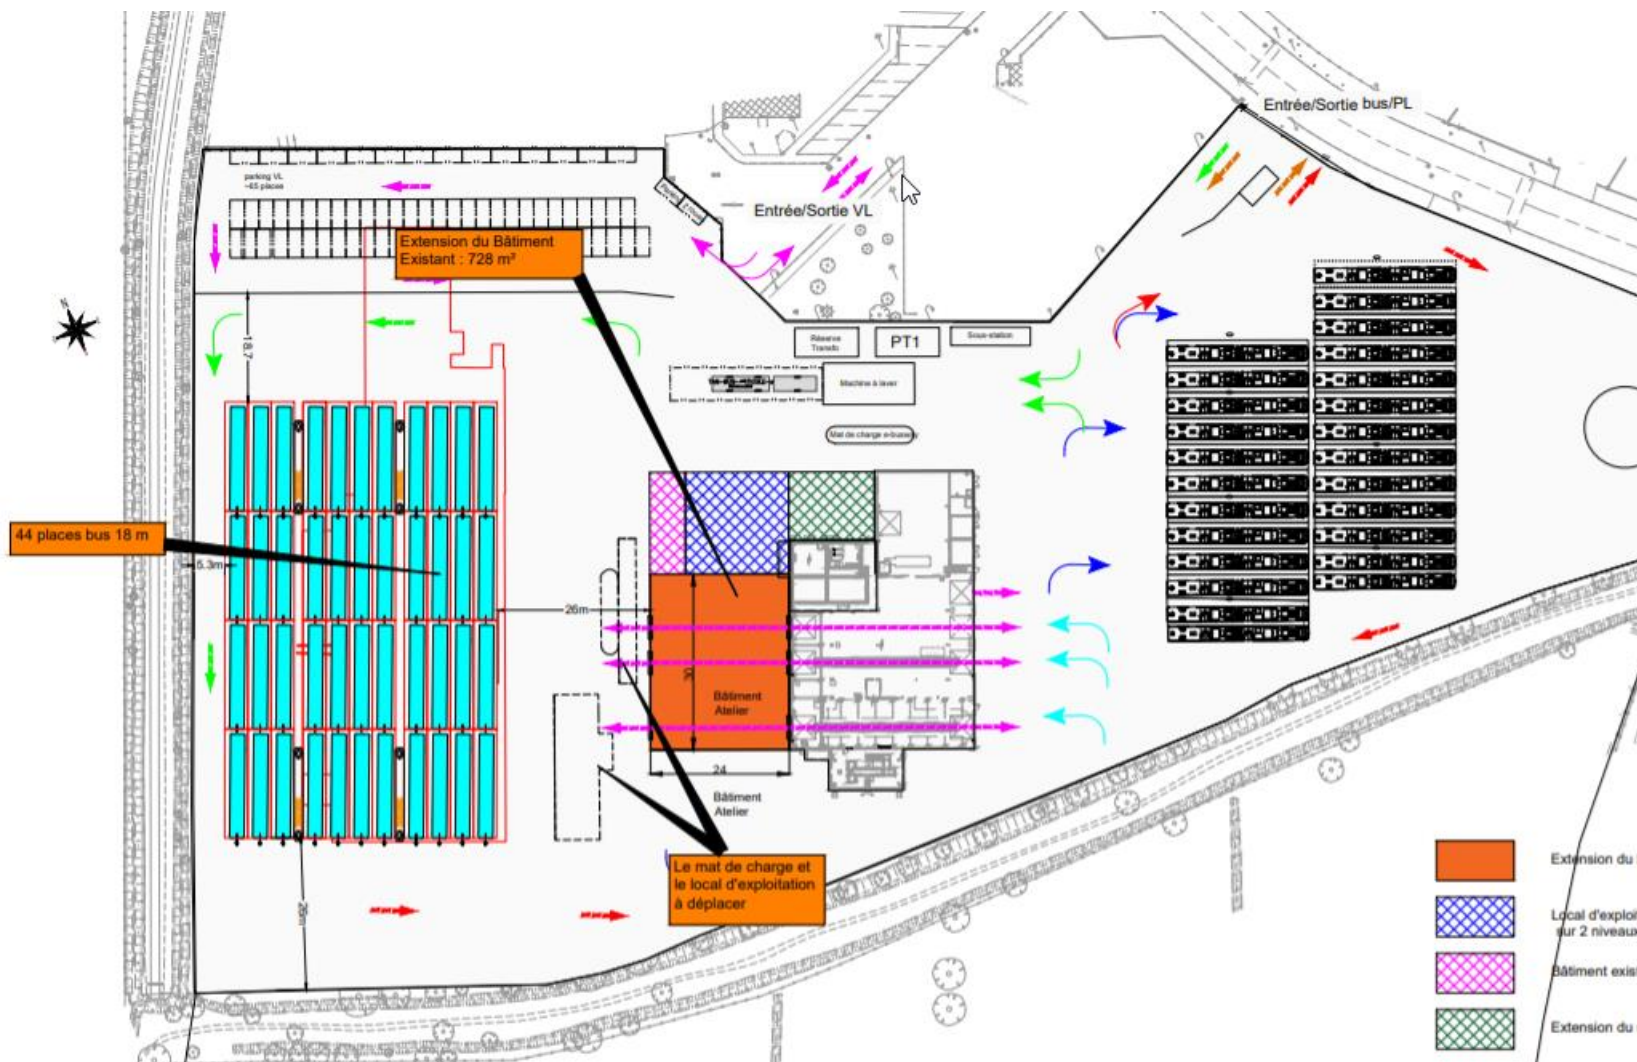 Entrée/Sortie bus/PL
parking VL
~65 places
Entrée/Sortie VL
Extension du Bâtiment
Existant : 728 m²
18.7
Réserve
Transfo
PT1
Sous-station
Machine à laver
Mat de charge e-busway
44 places bus 18 m
5.3m
26m
30
Bâtiment
Atelier
24
Bâtiment
Atelier
Le mat de charge et
le local d'exploitation
à déplacer
26m
Extension du
Local d'exploi
sur 2 niveaux
Bâtiment exis
Extension du